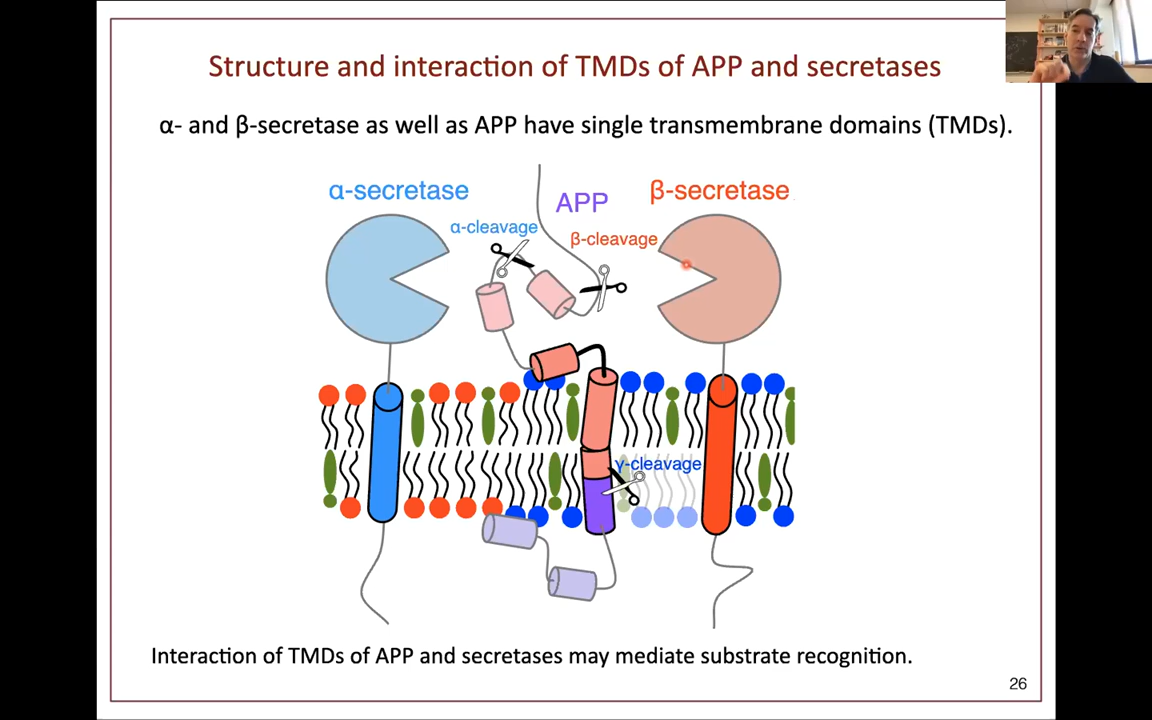 Structure and interaction of TMDs of APP and secretases
α- and β-secretase as well as APP have single transmembrane domains (TMDs).
α-secretase
APP
β-secretase
α-cleavage
β-cleavage
γ-cleavage
Interaction of TMDs of APP and secretases may mediate substrate recognition.
26